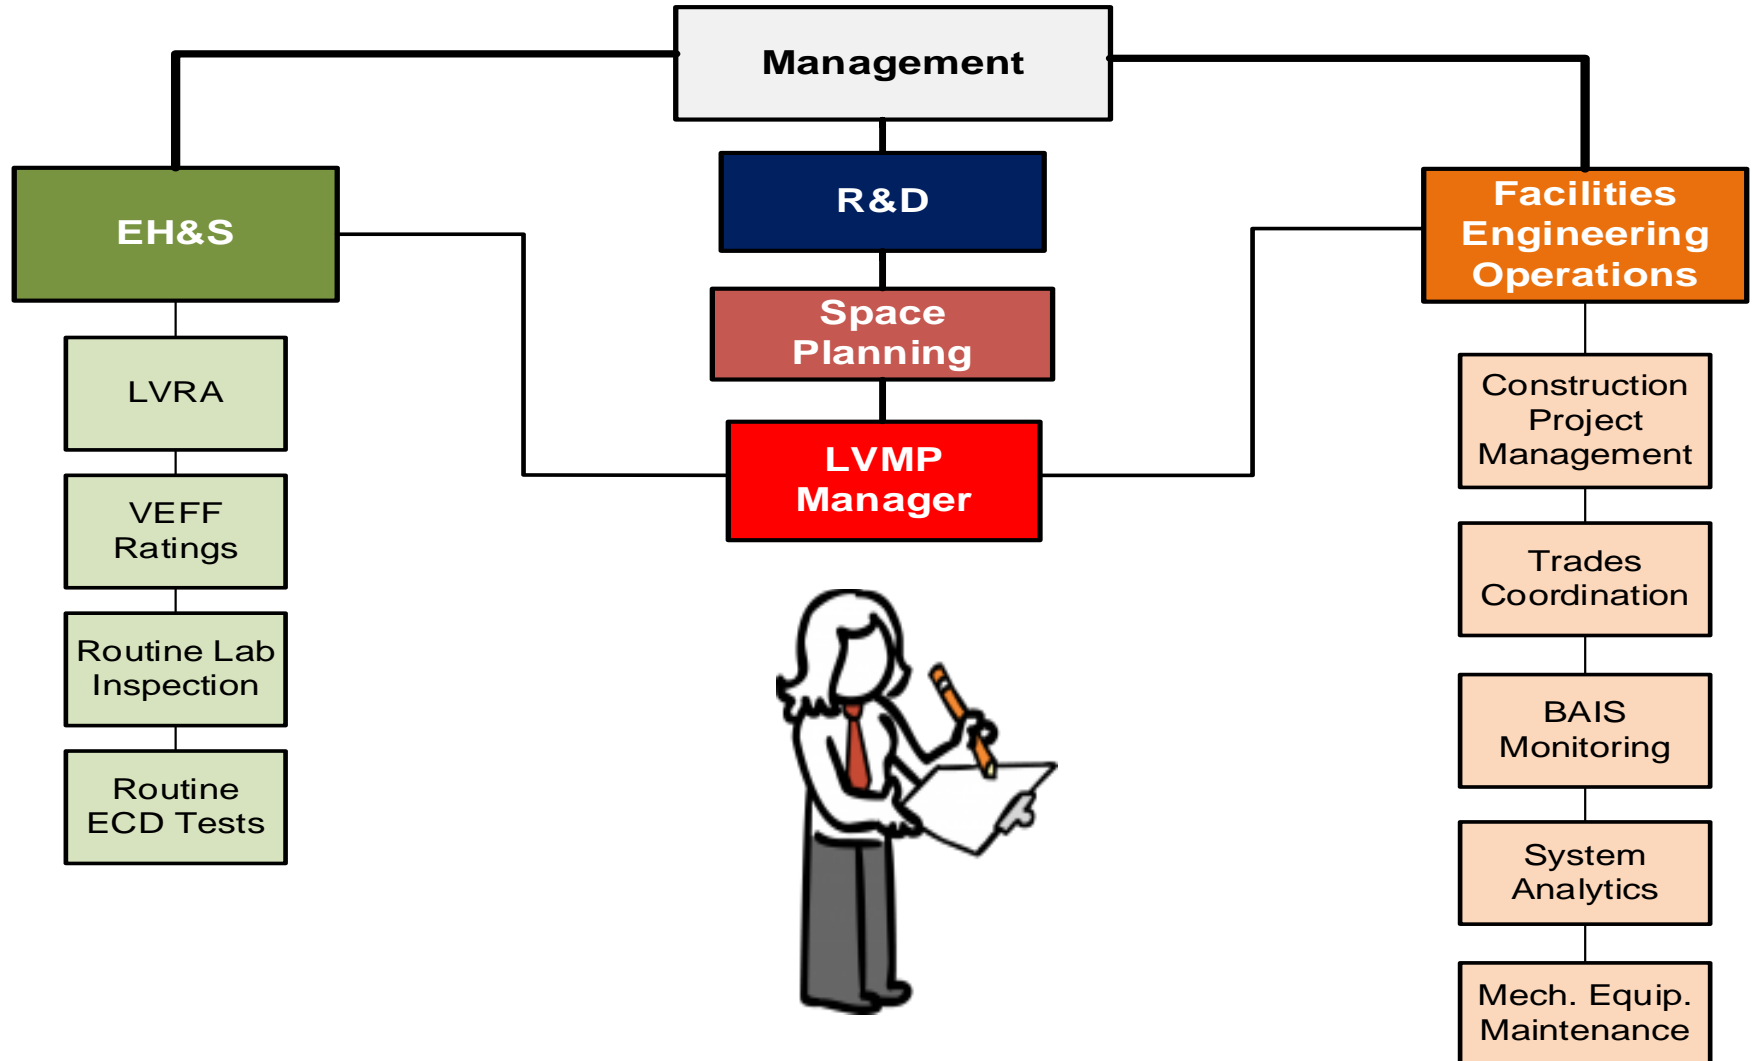 Management
R&D
EH&S
Facilities
Engineering
Operations
Space
Planning
LVMP
Manager
LVRA
VEFF
Ratings
Routine Lab
Inspection
Routine
ECD Tests
Construction
Project
Management
Trades
Coordination
BAIS
Monitoring
System
Analytics
Mech. Equip.
Maintenance